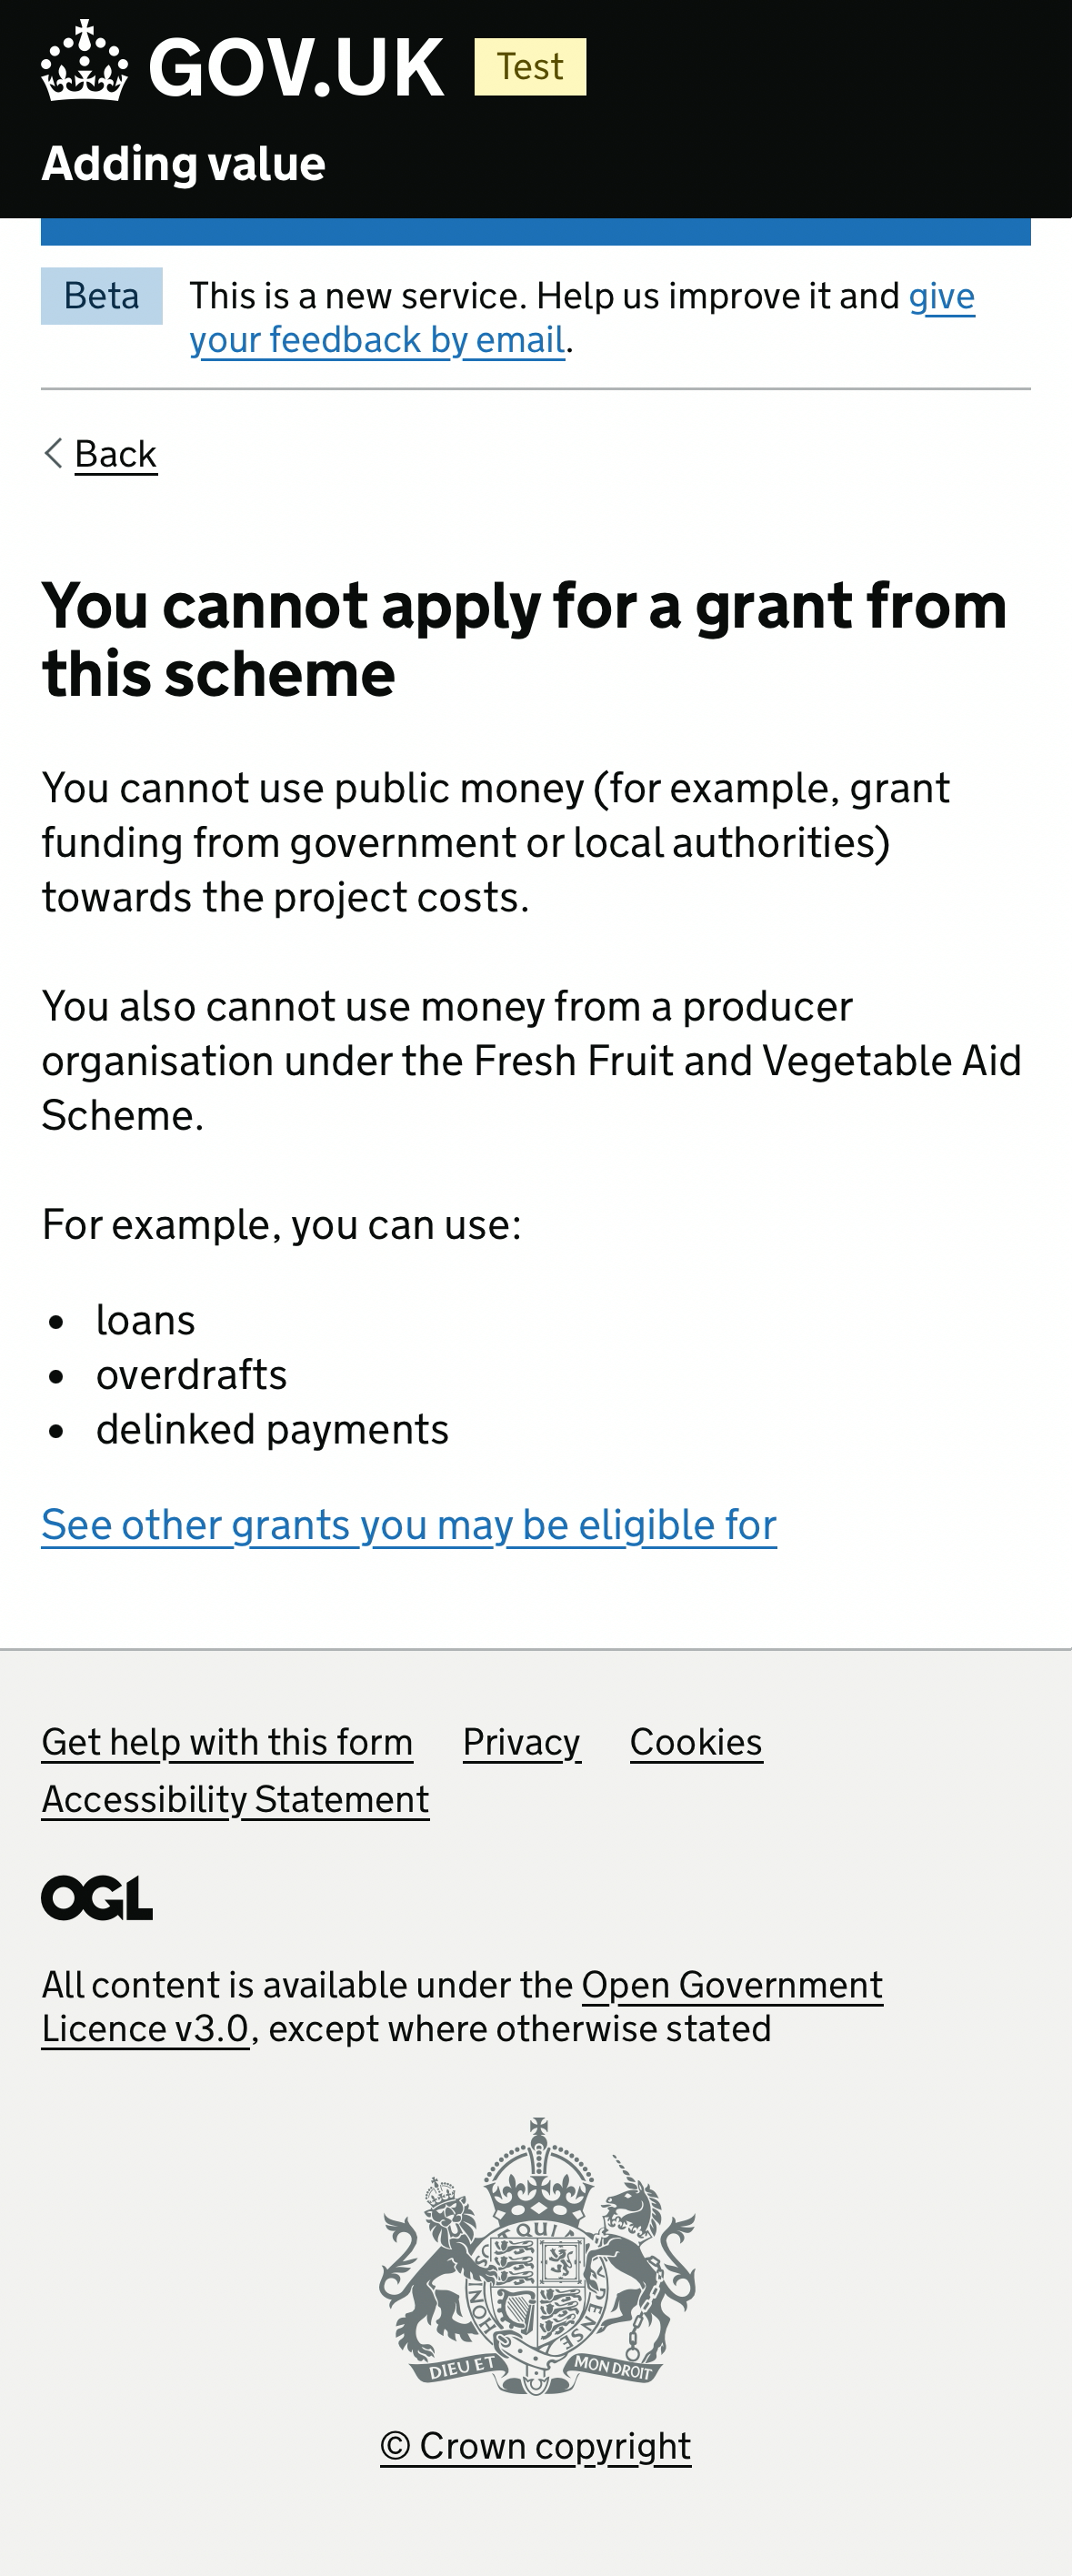 GOV.UK Test
Adding value
Beta This is a new service. Help us improve it and give
your feedback by email.
Back
You cannot apply for a grant from
this scheme
You cannot use public money (for example, grant
funding from government or local authorities)
towards the project costs.
You also cannot use money from a producer
organisation under the Fresh Fruit and Vegetable Aid
Scheme.
For example, you can use:
• loans
• overdrafts
• delinked payments
See other grants you may be eligible for
Get help with this form Privacy Cookies
Accessibility Statement
OGL
All content is available under the Open Government
Licence v3.0, except where otherwise stated
QUI
HONI
PENSE
DIEU ET MON DROIT
© Crown copyright